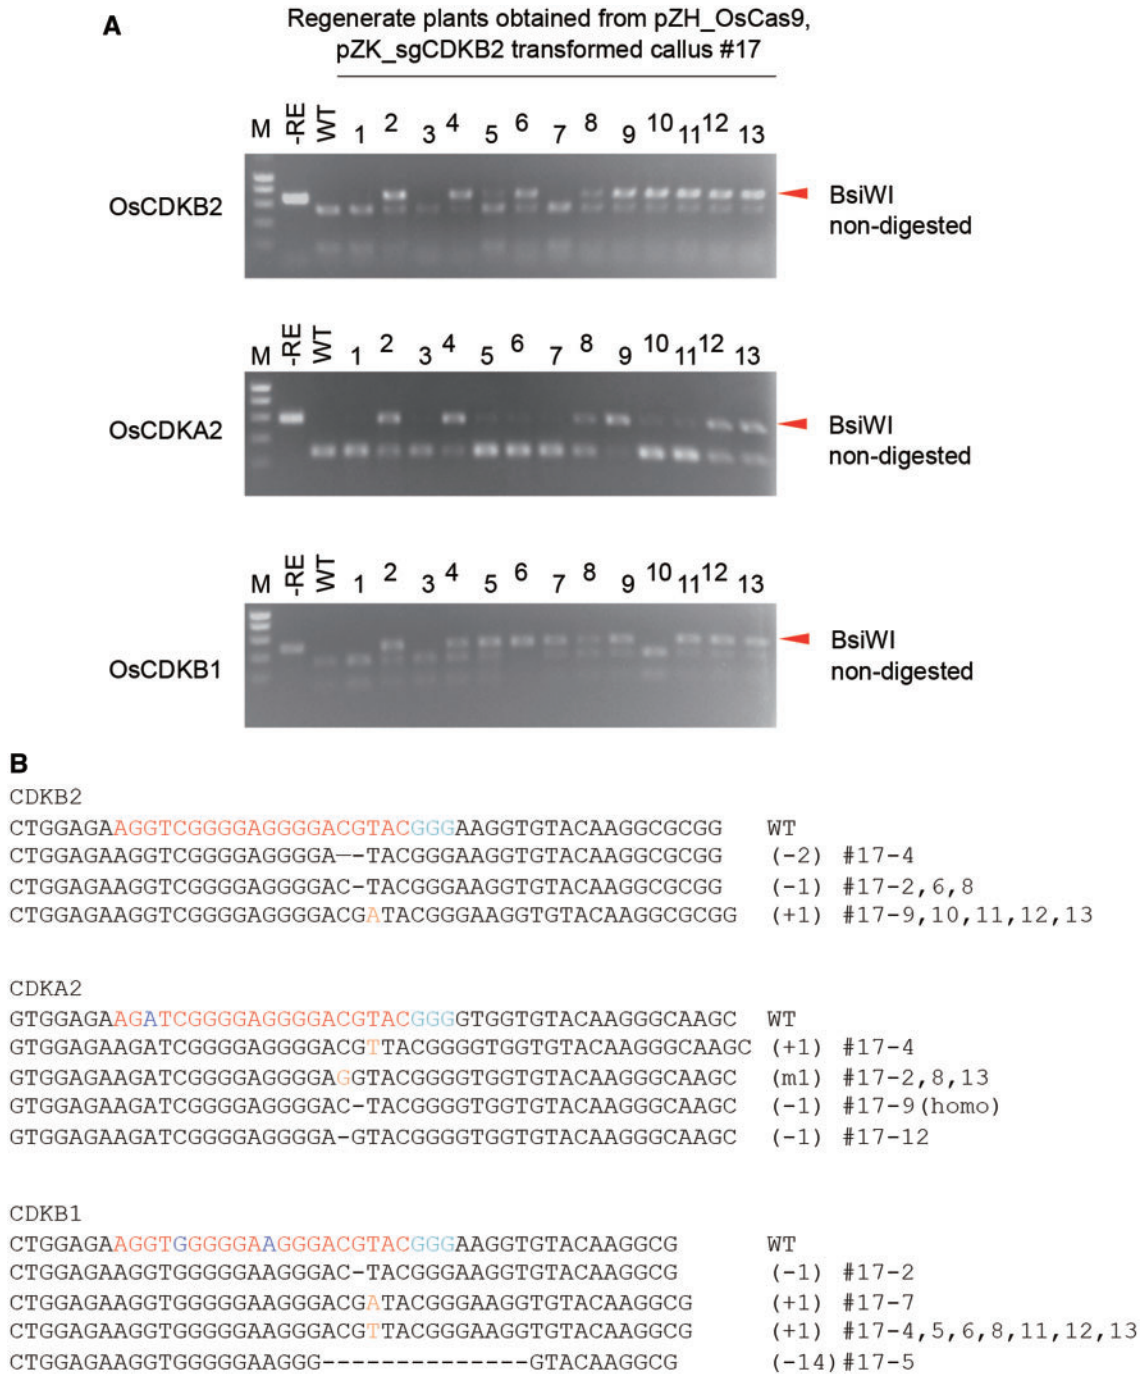 A
Regenerate plants obtained from pZH_OsCas9,
pZK_sgCDKB2 transformed callus #17
M -RE WT 1 2 3 4 5 6 7 8 9 10 11 12 13
OsCDKB2
BsiWI
non-digested
M -RE WT 1 2 3 4 5 6 7 8 9 10 11 12 13
OsCDKA2
BsiWI
non-digested
M -RE WT 1 2 3 4 5 6 7 8 9 10 11 12 13
OsCDKB1
BsiWI
non-digested
B
CDKB2
CTGGAGAAGGTCGGGGAGGGGACGTACGGGAAGGTGTACAAGGCGCGG WT
CTGGAGAAGGTCGGGGAGGGGA—-TACGGGAAGGTGTACAAGGCGCGG (-2) #17-4
CTGGAGAAGGTCGGGGAGGGGAC-TACGGGAAGGTGTACAAGGCGCGG (-1) #17-2,6,8
CTGGAGAAGGTCGGGGAGGGGACGATACGGGAAGGTGTACAAGGCGCGG (+1) #17-9,10,11,12,13
CDKA2
GTGGAGAAGATCGGGGAGGGGACGTACGGGGTGGTGTACAAGGGCAAGC WT
GTGGAGAAGATCGGGGAGGGGACGTTACGGGGTGGTGTACAAGGGCAAGC (+1) #17-4
GTGGAGAAGATCGGGGAGGGGAGGTACGGGGTGGTGTACAAGGGCAAGC (m1) #17-2,8,13
GTGGAGAAGATCGGGGAGGGGAC-TACGGGGTGGTGTACAAGGGCAAGC (-1) #17-9(homo)
GTGGAGAAGATCGGGGAGGGGA-GTACGGGGTGGTGTACAAGGGCAAGC (-1) #17-12
CDKB1
CTGGAGAAGGTGGGGGAAGGGACGTACGGGAAGGTGTACAAGGCG WT
CTGGAGAAGGTGGGGGAAGGGAC-TACGGGAAGGTGTACAAGGCG (-1) #17-2
CTGGAGAAGGTGGGGGAAGGGACGATACGGGAAGGTGTACAAGGCG (+1) #17-7
CTGGAGAAGGTGGGGGAAGGGACGTTACGGGAAGGTGTACAAGGCG (+1) #17-4,5,6,8,11,12,13
CTGGAGAAGGTGGGGGAAGGG--------------GTACAAGGCG (-14)#17-5